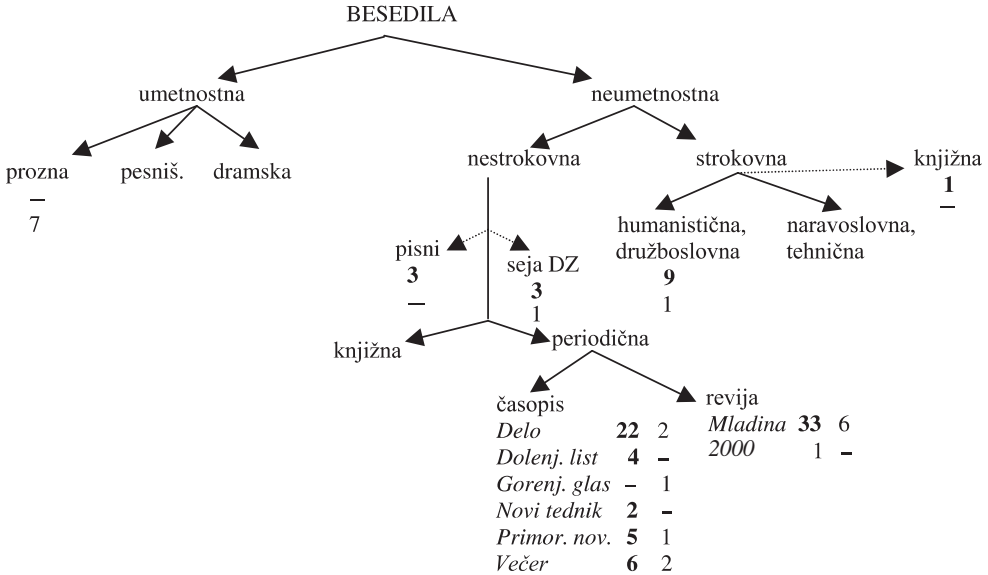 BESEDILA
umetnostna
neumetnostna
prozna
–
7
pesniš.
dramska
nestrokovna
strokovna
knjižna
1
–
humanistična,
družboslovna
9
1
naravoslovna,
tehnična
pisni
3
–
seja DZ
3
1
knjižna
periodična
časopis
Delo 22 2
Dolenj. list 4 –
Gorenj. glas – 1
Novi tednik 2 –
Primor. nov. 5 1
Večer 6 2
revija
Mladina 33 6
2000 1 –